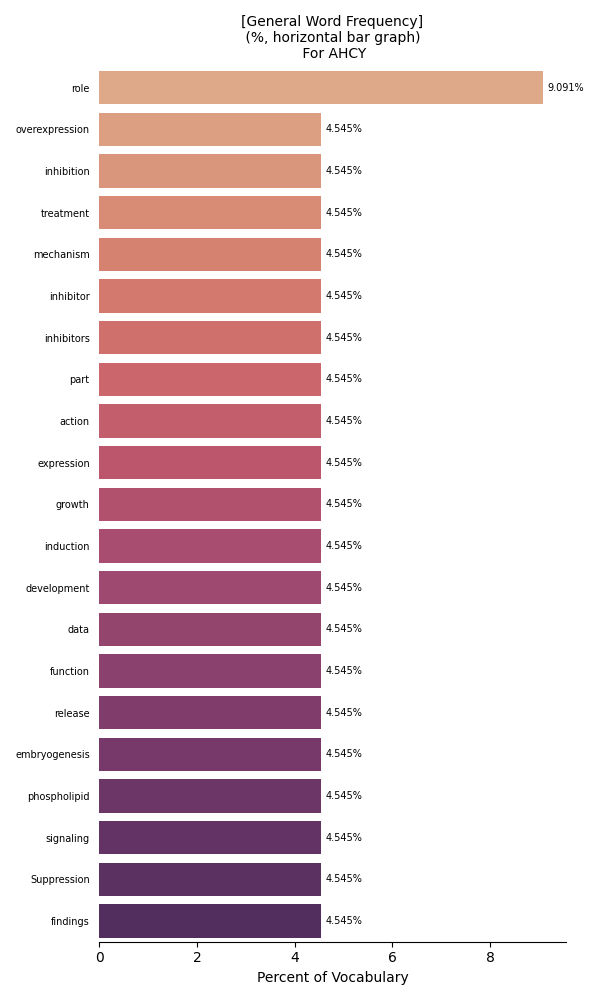 [General Word Frequency]
(%, horizontal bar graph)
For AHCY
role 9.091%
overexpression 4.545%
inhibition 4.545%
treatment 4.545%
mechanism 4.545%
inhibitor 4.545%
inhibitors 4.545%
part 4.545%
action 4.545%
expression 4.545%
growth 4.545%
induction 4.545%
development 4.545%
data 4.545%
function 4.545%
release 4.545%
embryogenesis 4.545%
phospholipid 4.545%
signaling 4.545%
Suppression 4.545%
findings 4.545%
0 2 4 6 8
Percent of Vocabulary